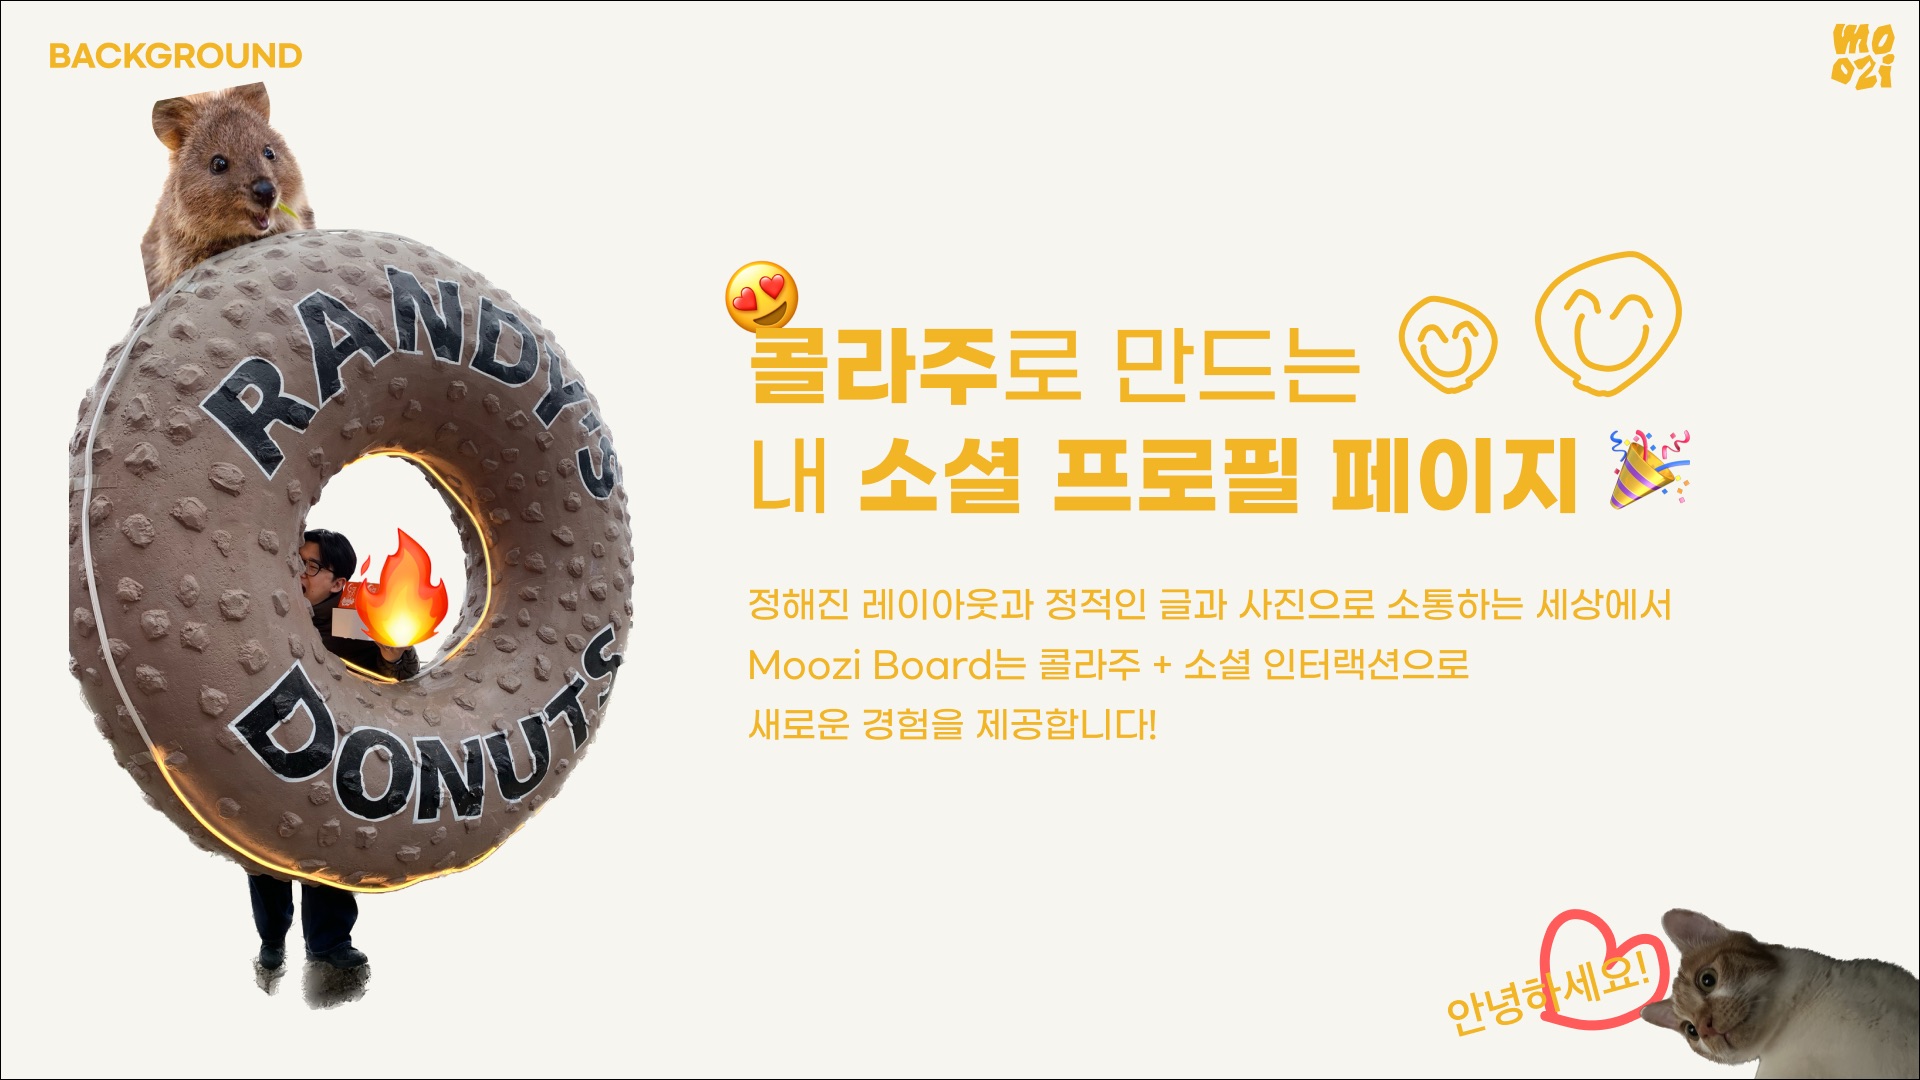 BACKGROUND
mo
ozi
RANDY'S
DONUTS
콜라주로 만드는
내 소셜 프로필 페이지
정해진 레이아웃과 정적인 글과 사진으로 소통하는 세상에서
Moozi Board는 콜라주 + 소셜 인터랙션으로
새로운 경험을 제공합니다!
안녕하세요!